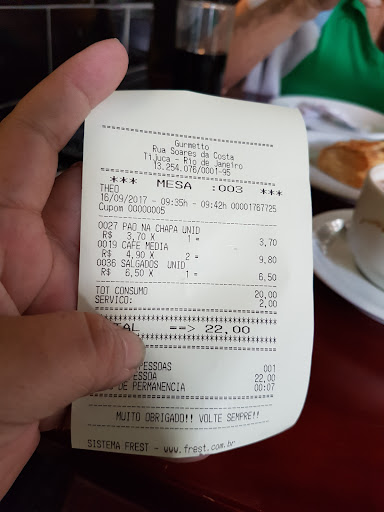 Gurmetto
Rua Soares da Costa
Tijuca - Rio de Janeiro
13.254.076/0001-95
*** MESA :003 ***
THEO
16/09/2017 - 09:35h - 09:42h 00001767725
Cupom 00000005
0027 PAO NA CHAPA UNID
R$ 3,70 X 1 = 3,70
0019 CAFE MEDIA
R$ 4,90 X 2 = 9,80
0036 SALGADOS UNID
R$ 6,50 X 1 = 6,50
TOT CONSUMO 20,00
SERVICO: 2,00
TAL ==> 22,00
PESSOAS 001
ESSOA 22,00
DE PERMANENCIA 00:07
MUITO OBRIGADO!! VOLTE SEMPRE!!
SISTEMA FREST - www.frest.com.br